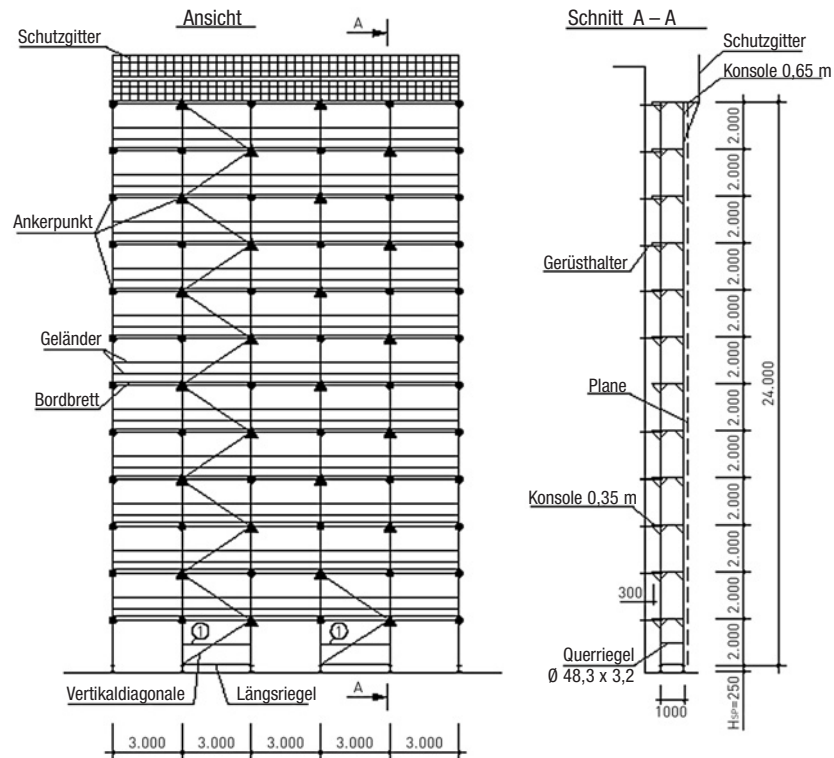 Ansicht
A
Schutzgitter
Ankerpunkt
Geländer
Bordbrett
1
1
Vertikaldiagonale
Längsriegel
A
3.000
3.000
3.000
3.000
3.000
Schnitt A – A
Schutzgitter
Konsole 0,65 m
Gerüsthalter
Plane
Konsole 0,35 m
300
Querriegel
Ø 48,3 x 3,2
1000
2.000
2.000
2.000
2.000
2.000
2.000
2.000
2.000
2.000
2.000
2.000
2.000
24.000
HSP=250